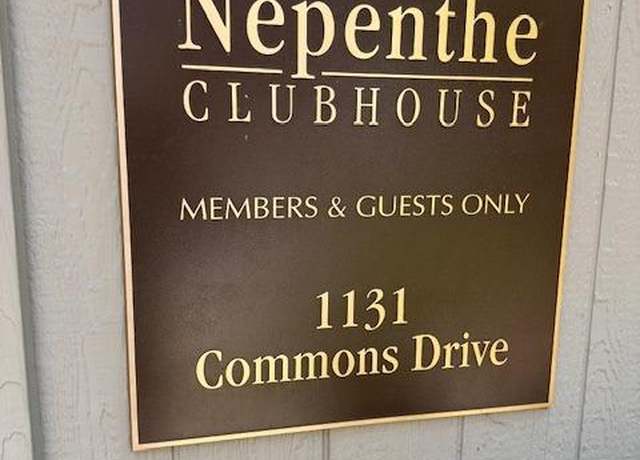 Nepenthe
CLUBHOUSE
MEMBERS & GUESTS ONLY
1131
Commons Drive